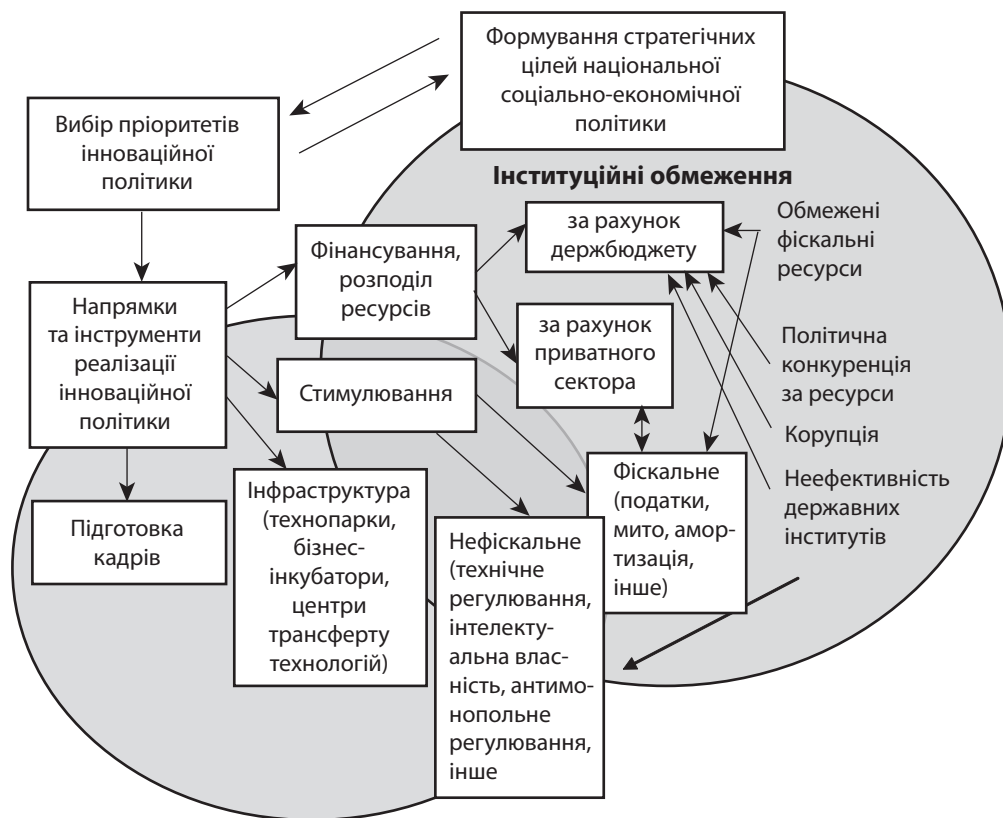 Формування стратегічних
цілей національної
соціально-економічної
політики
Вибір пріоритетів
інноваційної
політики
Інституційні обмеження
за рахунок
держбюджету
Обмежені
фіскальні
ресурси
Фінансування,
розподіл
ресурсів
Напрямки
та інструменти
реалізації
інноваційної
політики
за рахунок
приватного
сектора
Політична
конкуренція
за ресурси
Стимулювання
Корупція
Фіскальне
(податки,
мито, амор-
тизація,
інше)
Неефективність
державних
інститутів
Підготовка
кадрів
Інфраструктура
(технопарки,
бізнес-
інкубатори,
центри
трансферту
технологій)
Нефіскальне
(технічне
регулювання,
інтелекту-
альна влас-
ність, антимо-
нопольне
регулювання,
інше